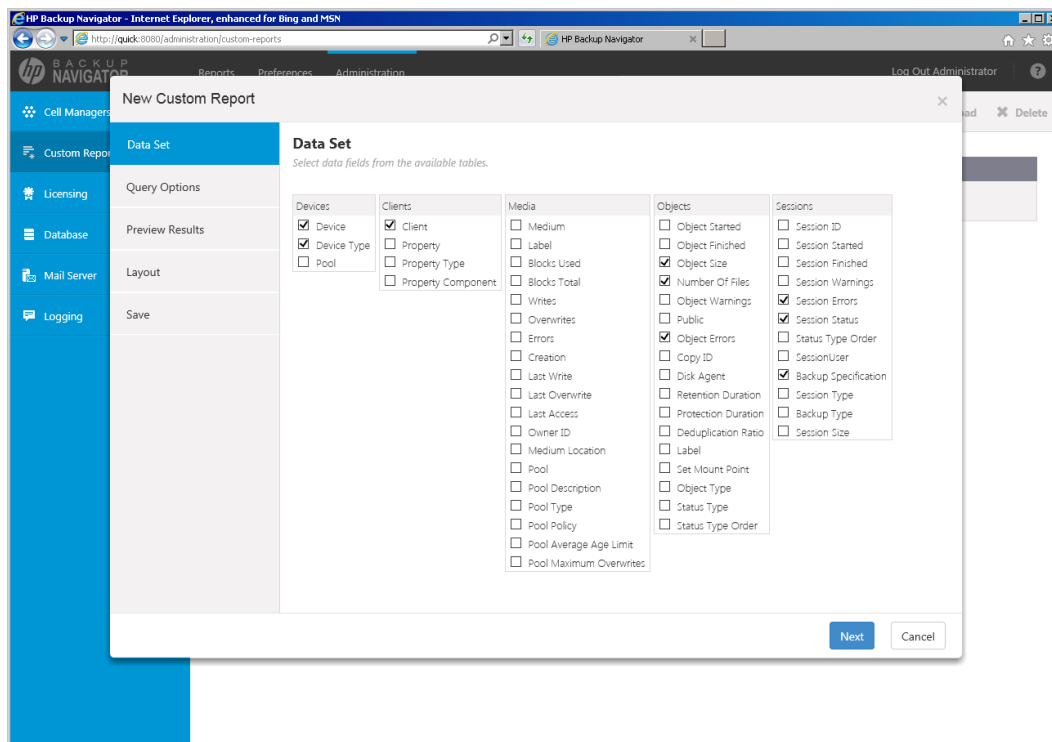 HP Backup Navigator - Internet Explorer, enhanced for Bing and MSN
http://quick:8080/administration/custom-reports
HP Backup Navigator
hp BACKUP NAVIGATOR
Reports Preferences Administration
Log Out Administrator
?
Cell Managers
Custom Repo
Licensing
Database
Mail Server
Logging
ad
Delete
New Custom Report
Data Set
Query Options
Preview Results
Layout
Save
Data Set
Select data fields from the available tables.
Devices
Device
Device Type
Pool
Clients
Client
Property
Property Type
Property Component
Media
Medium
Label
Blocks Used
Blocks Total
Writes
Overwrites
Errors
Creation
Last Write
Last Overwrite
Last Access
Owner ID
Medium Location
Pool
Pool Description
Pool Type
Pool Policy
Pool Average Age Limit
Pool Maximum Overwrites
Objects
Object Started
Object Finished
Object Size
Number Of Files
Object Warnings
Public
Object Errors
Copy ID
Disk Agent
Retention Duration
Protection Duration
Deduplication Ratio
Label
Set Mount Point
Object Type
Status Type
Status Type Order
Sessions
Session ID
Session Started
Session Finished
Session Warnings
Session Errors
Session Status
Status Type Order
SessionUser
Backup Specification
Session Type
Backup Type
Session Size
Next
Cancel